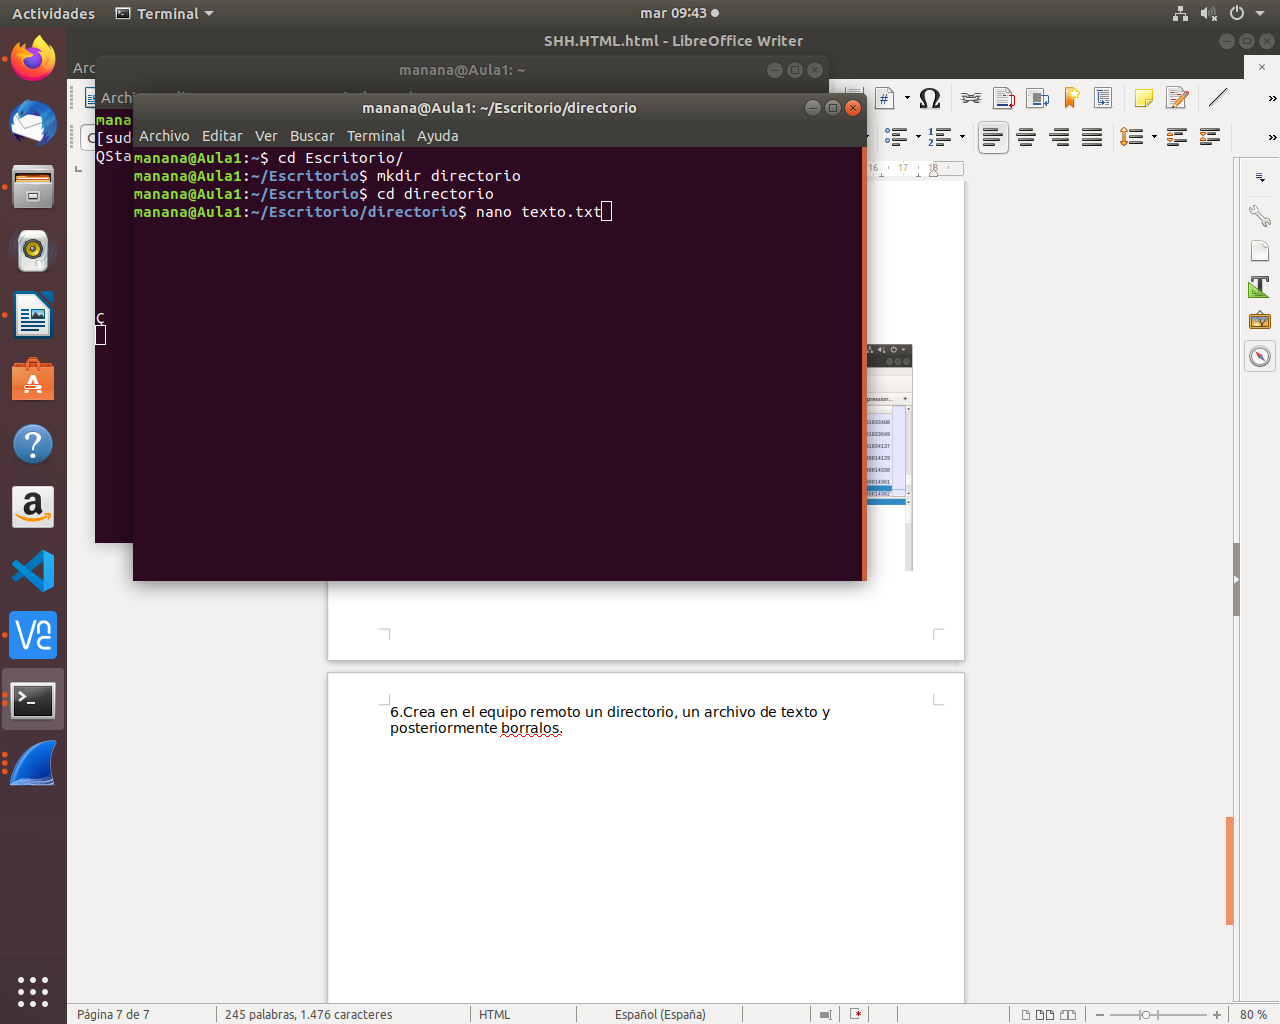 Actividades
Terminal
mar 09:43
SHH.HTML.html - LibreOffice Writer
manana@Aula1: ~
manana@Aula1: ~/Escritorio/directorio
Archivo Editar Ver Buscar Terminal Ayuda
manana@Aula1:~$ cd Escritorio/
manana@Aula1:~/Escritorio$ mkdir directorio
manana@Aula1:~/Escritorio$ cd directorio
manana@Aula1:~/Escritorio/directorio$ nano texto.txt
mana
[sud
QSta
Ç
16 17 18
6.Crea en el equipo remoto un directorio, un archivo de texto y
posteriormente borralos.
Página 7 de 7
245 palabras, 1.476 caracteres
HTML
Español (España)
80 %